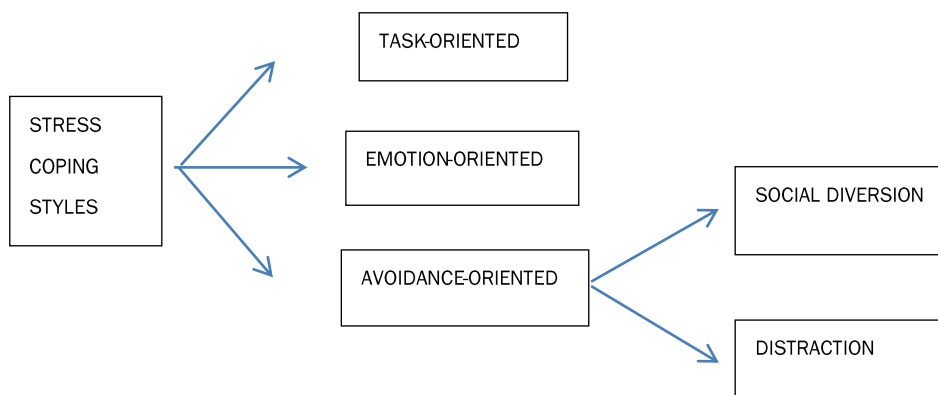 STRESS
COPING
STYLES
TASK-ORIENTED
EMOTION-ORIENTED
AVOIDANCE-ORIENTED
SOCIAL DIVERSION
DISTRACTION